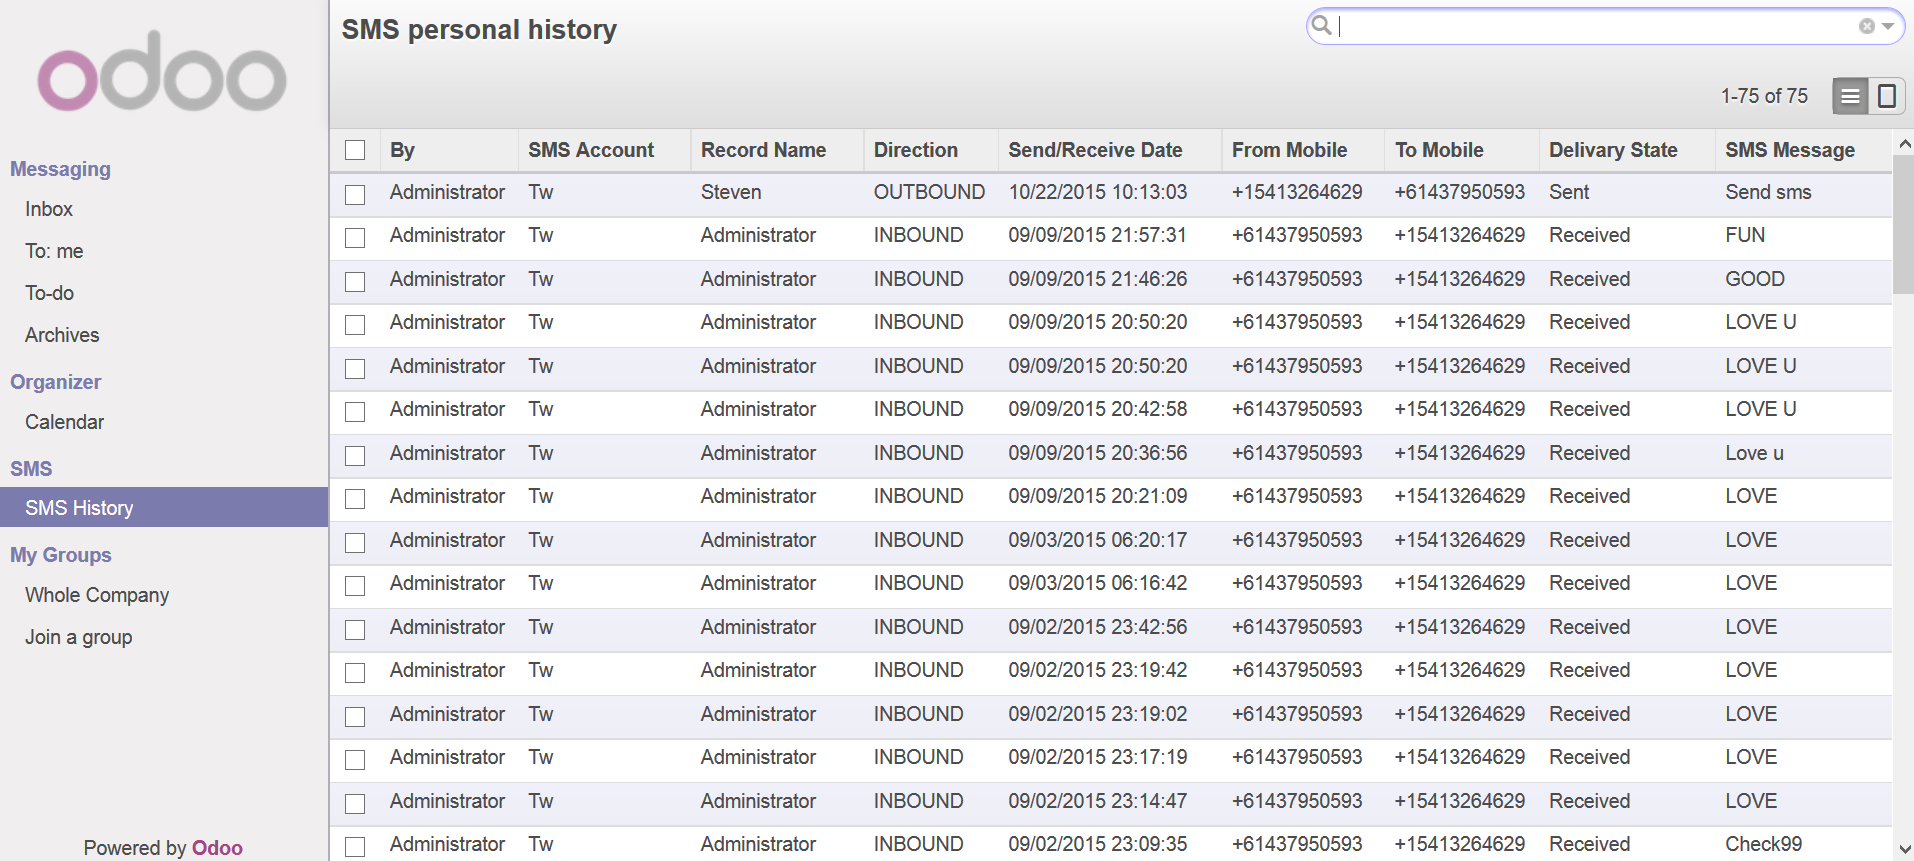 odoo
Messaging
Inbox
To: me
To-do
Archives
Organizer
Calendar
SMS
SMS History
My Groups
Whole Company
Join a group
Powered by Odoo
SMS personal history
1-75 of 75
By SMS Account Record Name Direction Send/Receive Date From Mobile To Mobile Delivary State SMS Message
Administrator Tw Steven OUTBOUND 10/22/2015 10:13:03 +15413264629 +61437950593 Sent Send sms
Administrator Tw Administrator INBOUND 09/09/2015 21:57:31 +61437950593 +15413264629 Received FUN
Administrator Tw Administrator INBOUND 09/09/2015 21:46:26 +61437950593 +15413264629 Received GOOD
Administrator Tw Administrator INBOUND 09/09/2015 20:50:20 +61437950593 +15413264629 Received LOVE U
Administrator Tw Administrator INBOUND 09/09/2015 20:50:20 +61437950593 +15413264629 Received LOVE U
Administrator Tw Administrator INBOUND 09/09/2015 20:42:58 +61437950593 +15413264629 Received LOVE U
Administrator Tw Administrator INBOUND 09/09/2015 20:36:56 +61437950593 +15413264629 Received Love u
Administrator Tw Administrator INBOUND 09/09/2015 20:21:09 +61437950593 +15413264629 Received LOVE
Administrator Tw Administrator INBOUND 09/03/2015 06:20:17 +61437950593 +15413264629 Received LOVE
Administrator Tw Administrator INBOUND 09/03/2015 06:16:42 +61437950593 +15413264629 Received LOVE
Administrator Tw Administrator INBOUND 09/02/2015 23:42:56 +61437950593 +15413264629 Received LOVE
Administrator Tw Administrator INBOUND 09/02/2015 23:19:42 +61437950593 +15413264629 Received LOVE
Administrator Tw Administrator INBOUND 09/02/2015 23:19:02 +61437950593 +15413264629 Received LOVE
Administrator Tw Administrator INBOUND 09/02/2015 23:17:19 +61437950593 +15413264629 Received LOVE
Administrator Tw Administrator INBOUND 09/02/2015 23:14:47 +61437950593 +15413264629 Received LOVE
Administrator Tw Administrator INBOUND 09/02/2015 23:09:35 +61437950593 +15413264629 Received Check99